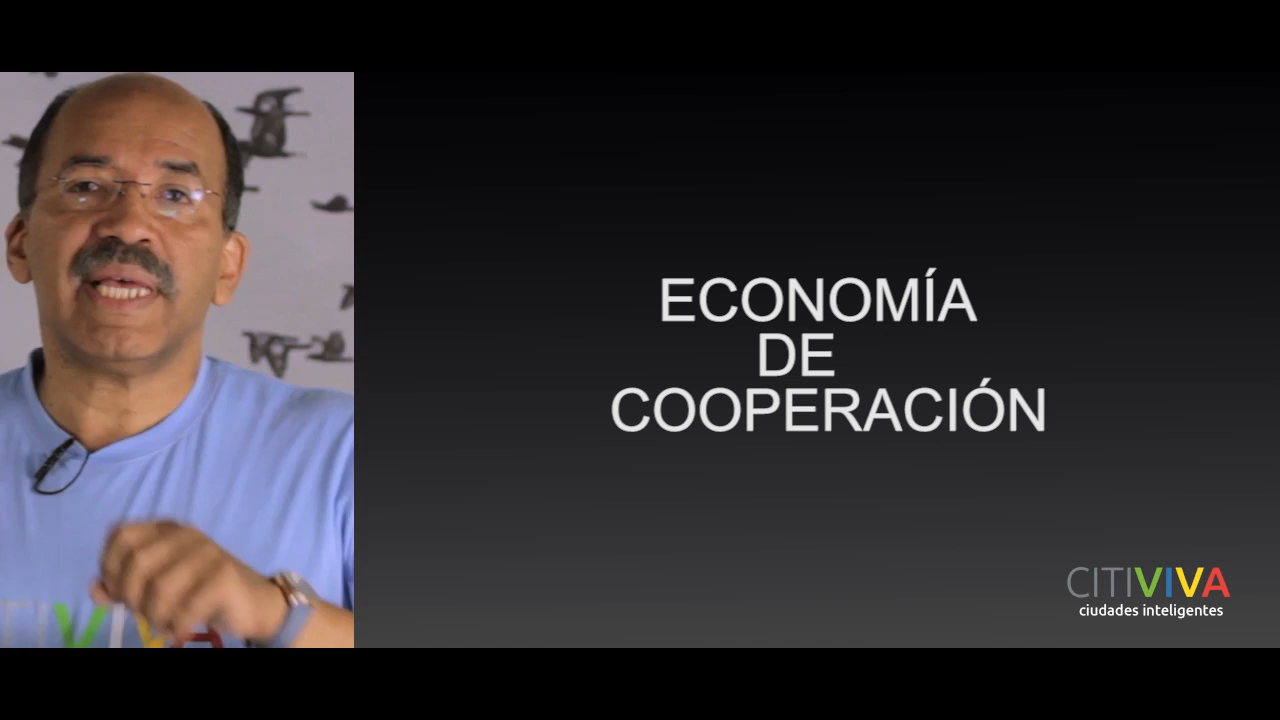 ECONOMÍA
DE
COOPERACIÓN
CITIVIVA
ciudades inteligentes